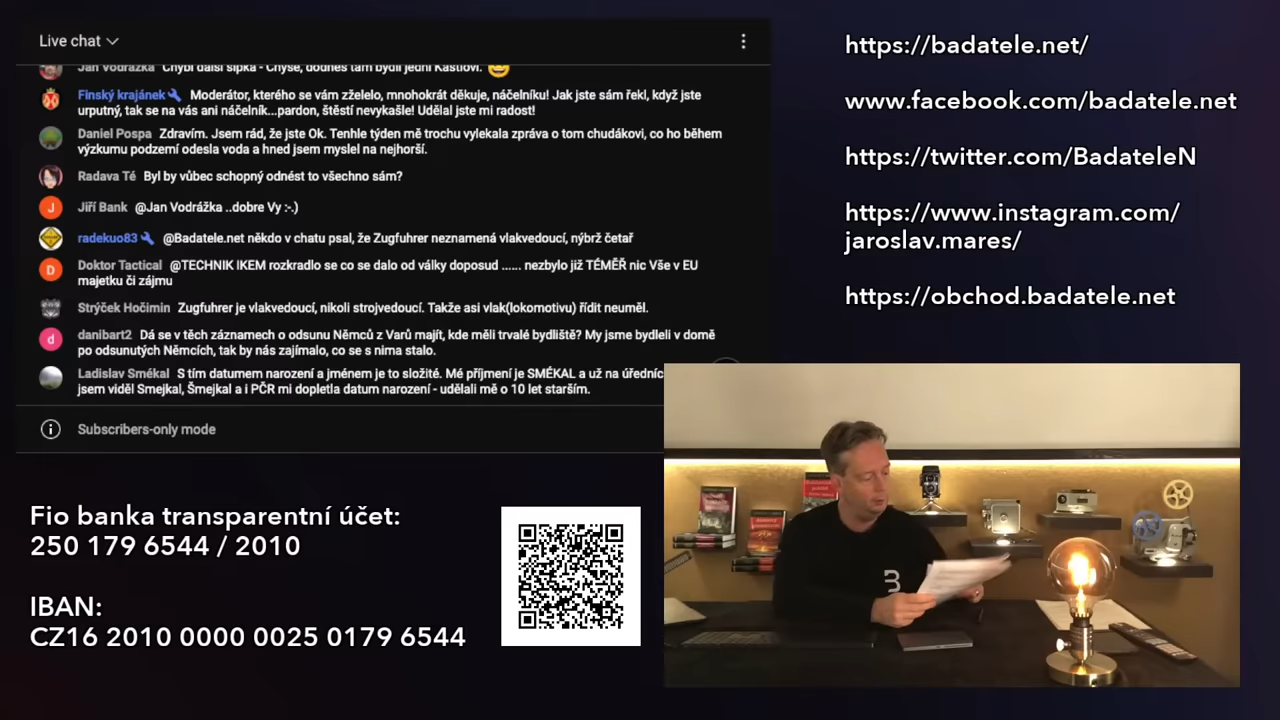 Live chat
Jan Vodrážka Chybí další šipka - Chyše, dodnes tam bydlí jedni Kastlovi.
Finský krajánek Moderátor, kterého se vám zželelo, mnohokrát děkuje, náčelníku! Jak jste sám řekl, když jste
urputný, tak se na vás ani náčelník...pardon, štěstí nevykašle! Udělal jste mi radost!
Daniel Pospa Zdravím. Jsem rád, že jste Ok. Tenhle týden mě trochu vylekala zpráva o tom chudákovi, co ho během
výzkumu podzemí odesla voda a hned jsem myslel na nejhorší.
Radava Té Byl by vůbec schopný odnést to všechno sám?
J Jiří Bank @Jan Vodrážka ..dobre Vy :-.)
radekuo83 @Badatele.net někdo v chatu psal, že Zugfuhrer neznamená vlakvedoucí, nýbrž četař
D Doktor Tactical @TECHNIK IKEM rozkradlo se co se dalo od války doposud ...... nezbylo již TÉMĚŘ nic Vše v EU
majetku či zájmu
Strýček Hočimin Zugfuhrer je vlakvedoucí, nikoli strojvedoucí. Takže asi vlak(lokomotivu) řídit neuměl.
d danibart2 Dá se v těch záznamech o odsunu Němců z Varů majít, kde měli trvalé bydliště? My jsme bydleli v domě
po odsunutých Němcích, tak by nás zajímalo, co se s nima stalo.
Ladislav Smékal S tím datumem narození a jménem je to složité. Mé příjmení je SMÉKAL a už na úřednic
jsem viděl Smejkal, Šmejkal a i PČR mi dopletla datum narození - udělali mě o 10 let starším.
Subscribers-only mode
https://badatele.net/
www.facebook.com/badatele.net
https://twitter.com/BadateleN
https://www.instagram.com/
jaroslav.mares/
https://obchod.badatele.net
Fio banka transparentní účet:
250 179 6544 / 2010
IBAN:
CZ16 2010 0000 0025 0179 6544